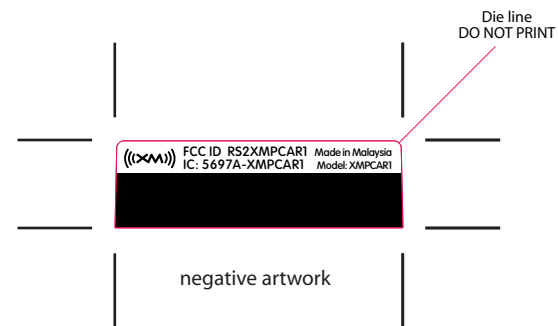 Die line
DO NOT PRINT
((XM)) FCC ID RS2XMPCAR1 Made in Malaysia
IC: 5697A-XMPCAR1 Model: XMPCAR1
negative artwork